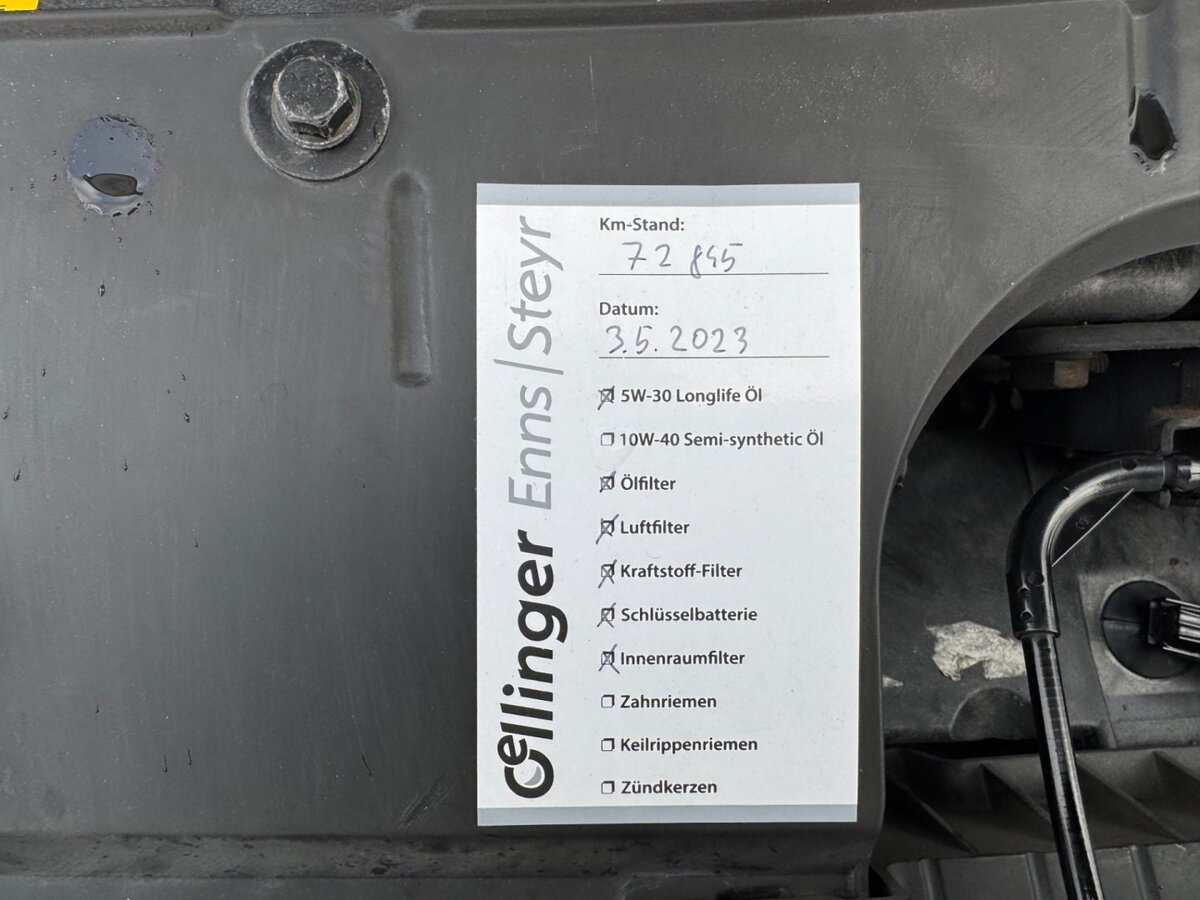 Km-Stand:
72 845
Datum:
3.5.2023
5W-30 Longlife Öl
10W-40 Semi-synthetic Öl
Ölfilter
Luftfilter
Kraftstoff-Filter
Schlüsselbatterie
Innenraumfilter
Zahnriemen
Keilrippenriemen
Zündkerzen
Oellinger Enns/Steyr